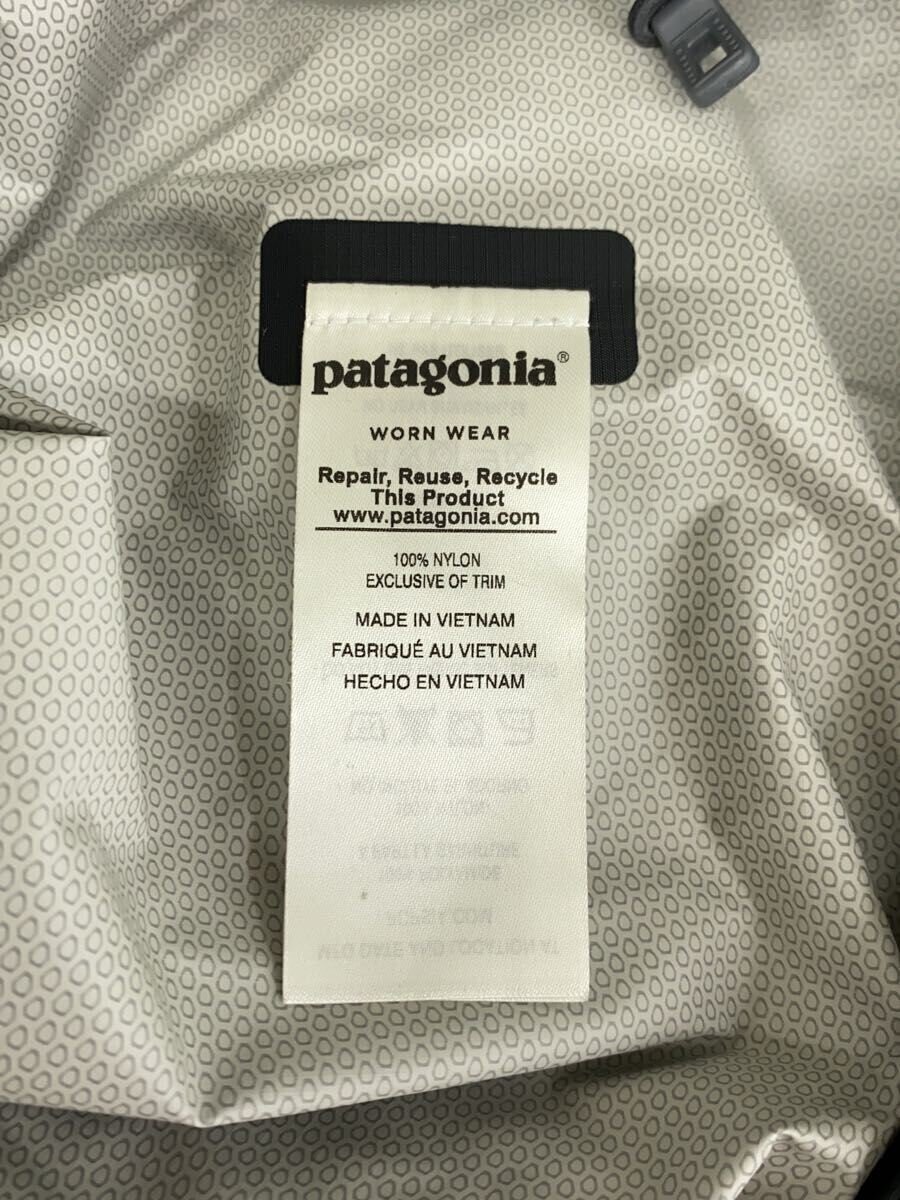 patagonia®
WORN WEAR
Repair, Reuse, Recycle
This Product
www.patagonia.com
100% NYLON
EXCLUSIVE OF TRIM
MADE IN VIETNAM
FABRIQUÉ AU VIETNAM
HECHO EN VIETNAM